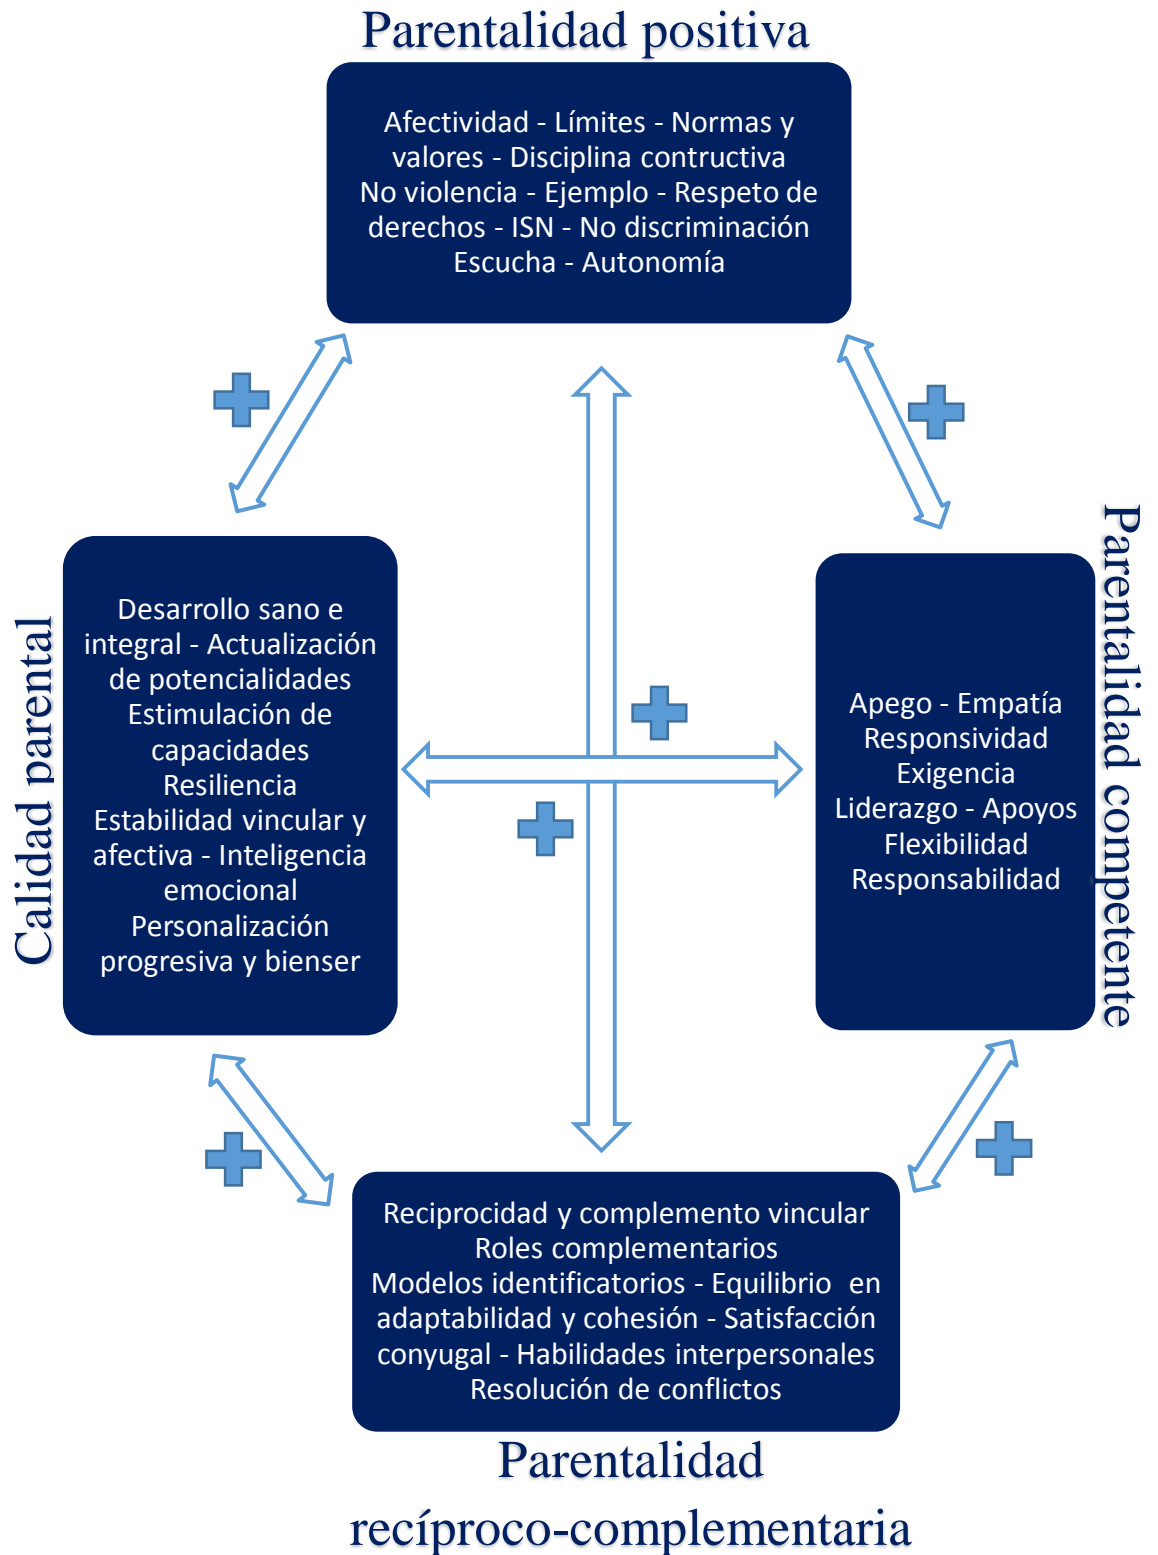 Parentalidad positiva
Afectividad - Límites - Normas y
valores - Disciplina contructiva
No violencia - Ejemplo - Respeto de
derechos - ISN - No discriminación
Escucha - Autonomía
Calidad parental
Desarrollo sano e
integral - Actualización
de potencialidades
Estimulación de
capacidades
Resiliencia
Estabilidad vincular y
afectiva - Inteligencia
emocional
Personalización
progresiva y bienser
Apego - Empatía
Responsividad
Exigencia
Liderazgo - Apoyos
Flexibilidad
Responsabilidad
Parentalidad competente
Reciprocidad y complemento vincular
Roles complementarios
Modelos identificatorios - Equilibrio  en
adaptabilidad y cohesión - Satisfacción
conyugal - Habilidades interpersonales
Resolución de conflictos
Parentalidad
recíproco-complementaria